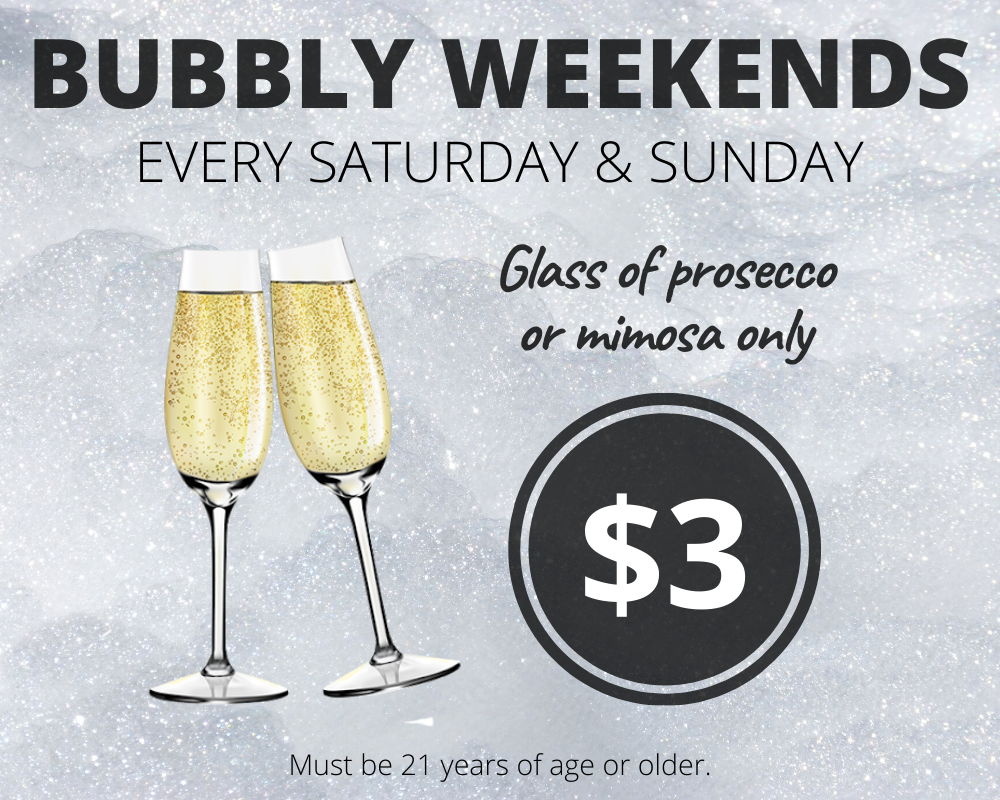 BUBBLY WEEKENDS
EVERY SATURDAY & SUNDAY
Glass of prosecco
or mimosa only
$3
Must be 21 years of age or older.